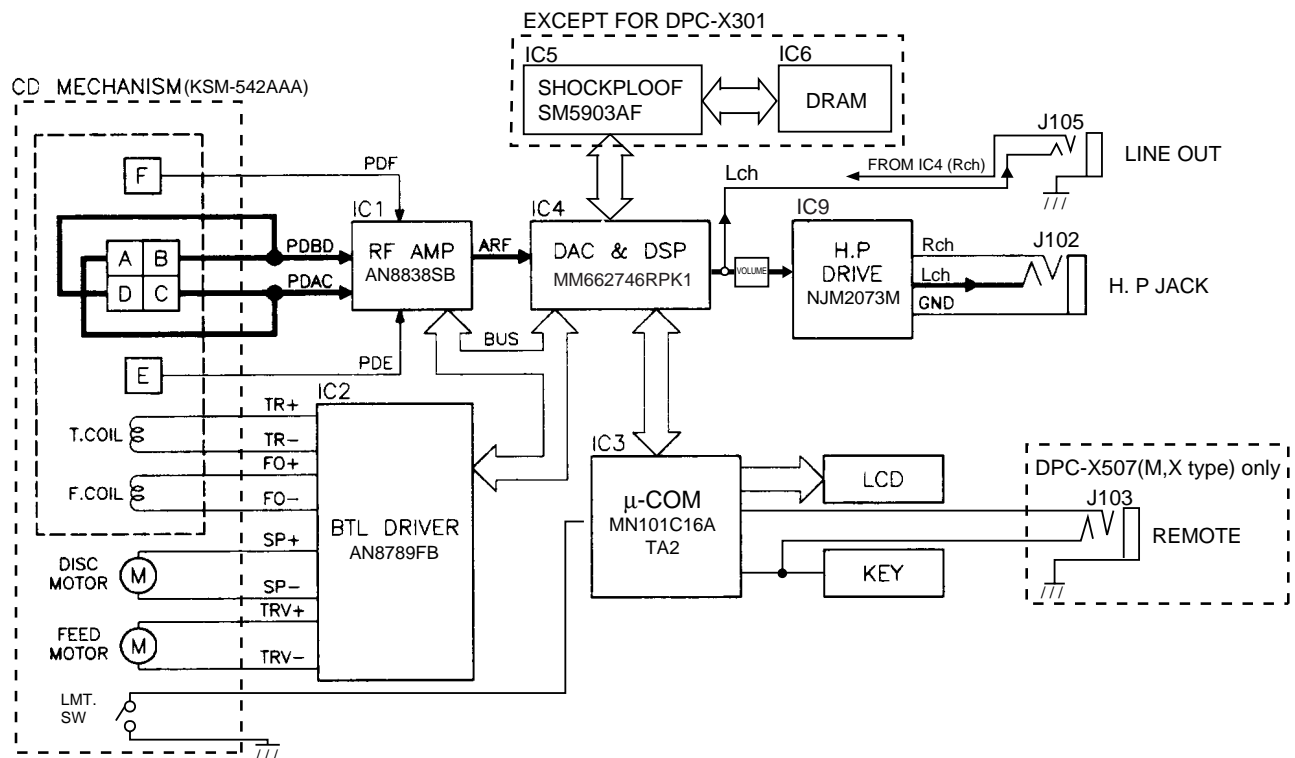 EXCEPT FOR DPC-X301
IC5
SHOCKPLOOF
SM5903AF
IC6
DRAM
CD MECHANISM(KSM-542AAA)
J105
LINE OUT
FROM IC4 (Rch)
Lch
F
PDF
IC1
RF AMP
AN8838SB
PDBD
PDAC
ARF
IC4
DAC & DSP
MM662746RPK1
VOLUME
IC9
H.P
DRIVE
NJM2073M
Rch
Lch
GND
J102
H. P JACK
A
B
D
C
E
PDE
BUS
IC2
BTL DRIVER
AN8789FB
T.COIL
TR+
TR-
F.COIL
FO+
FO-
DISC
MOTOR
M
SP+
SP-
FEED
MOTOR
M
TRV+
TRV-
LMT.
SW
IC3
μ-COM
MN101C16A
TA2
LCD
KEY
DPC-X507(M,X type) only
J103
REMOTE